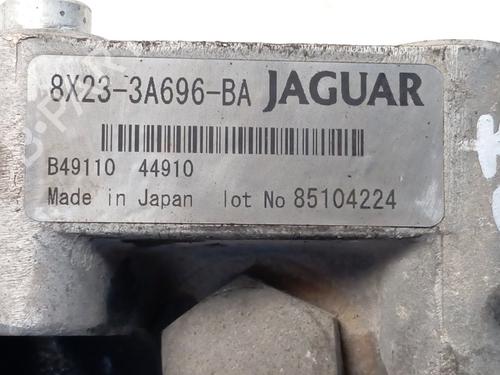 8X23-3A696-BA JAGUAR
B49110 44910
Made in Japan lot No 85104224